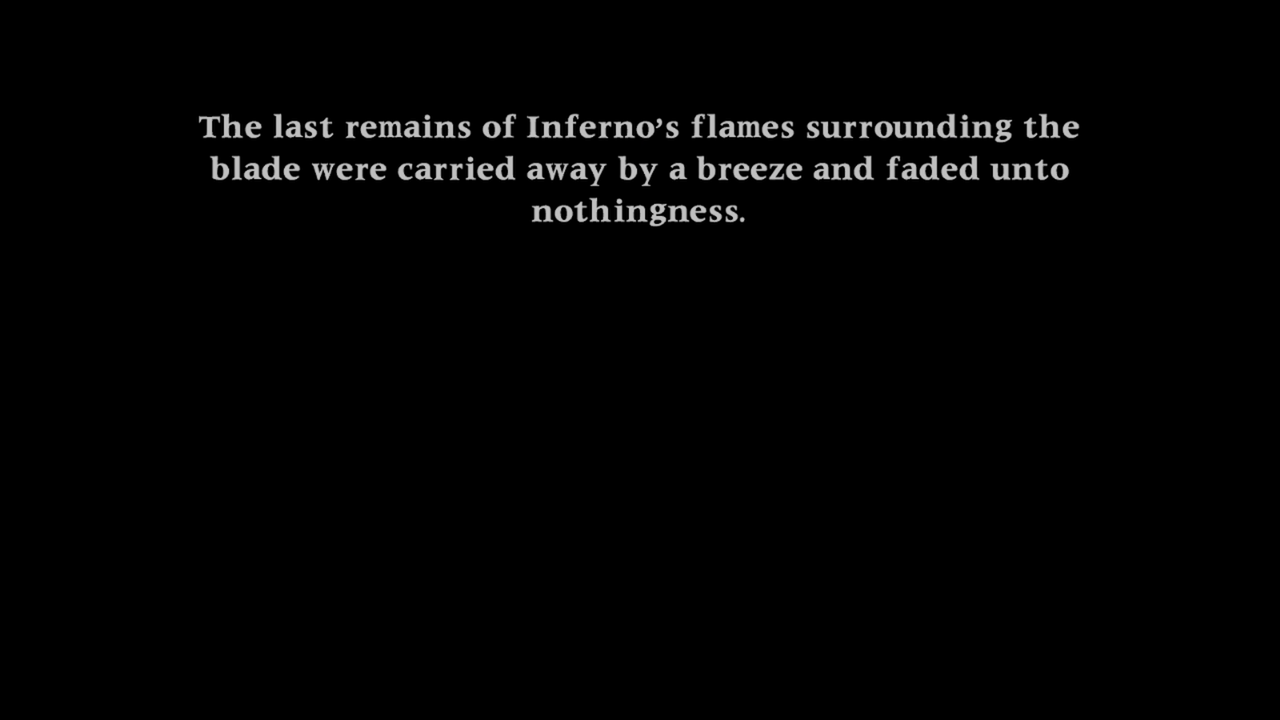 The last remains of Inferno’s flames surrounding the
blade were carried away by a breeze and faded unto
nothingness.